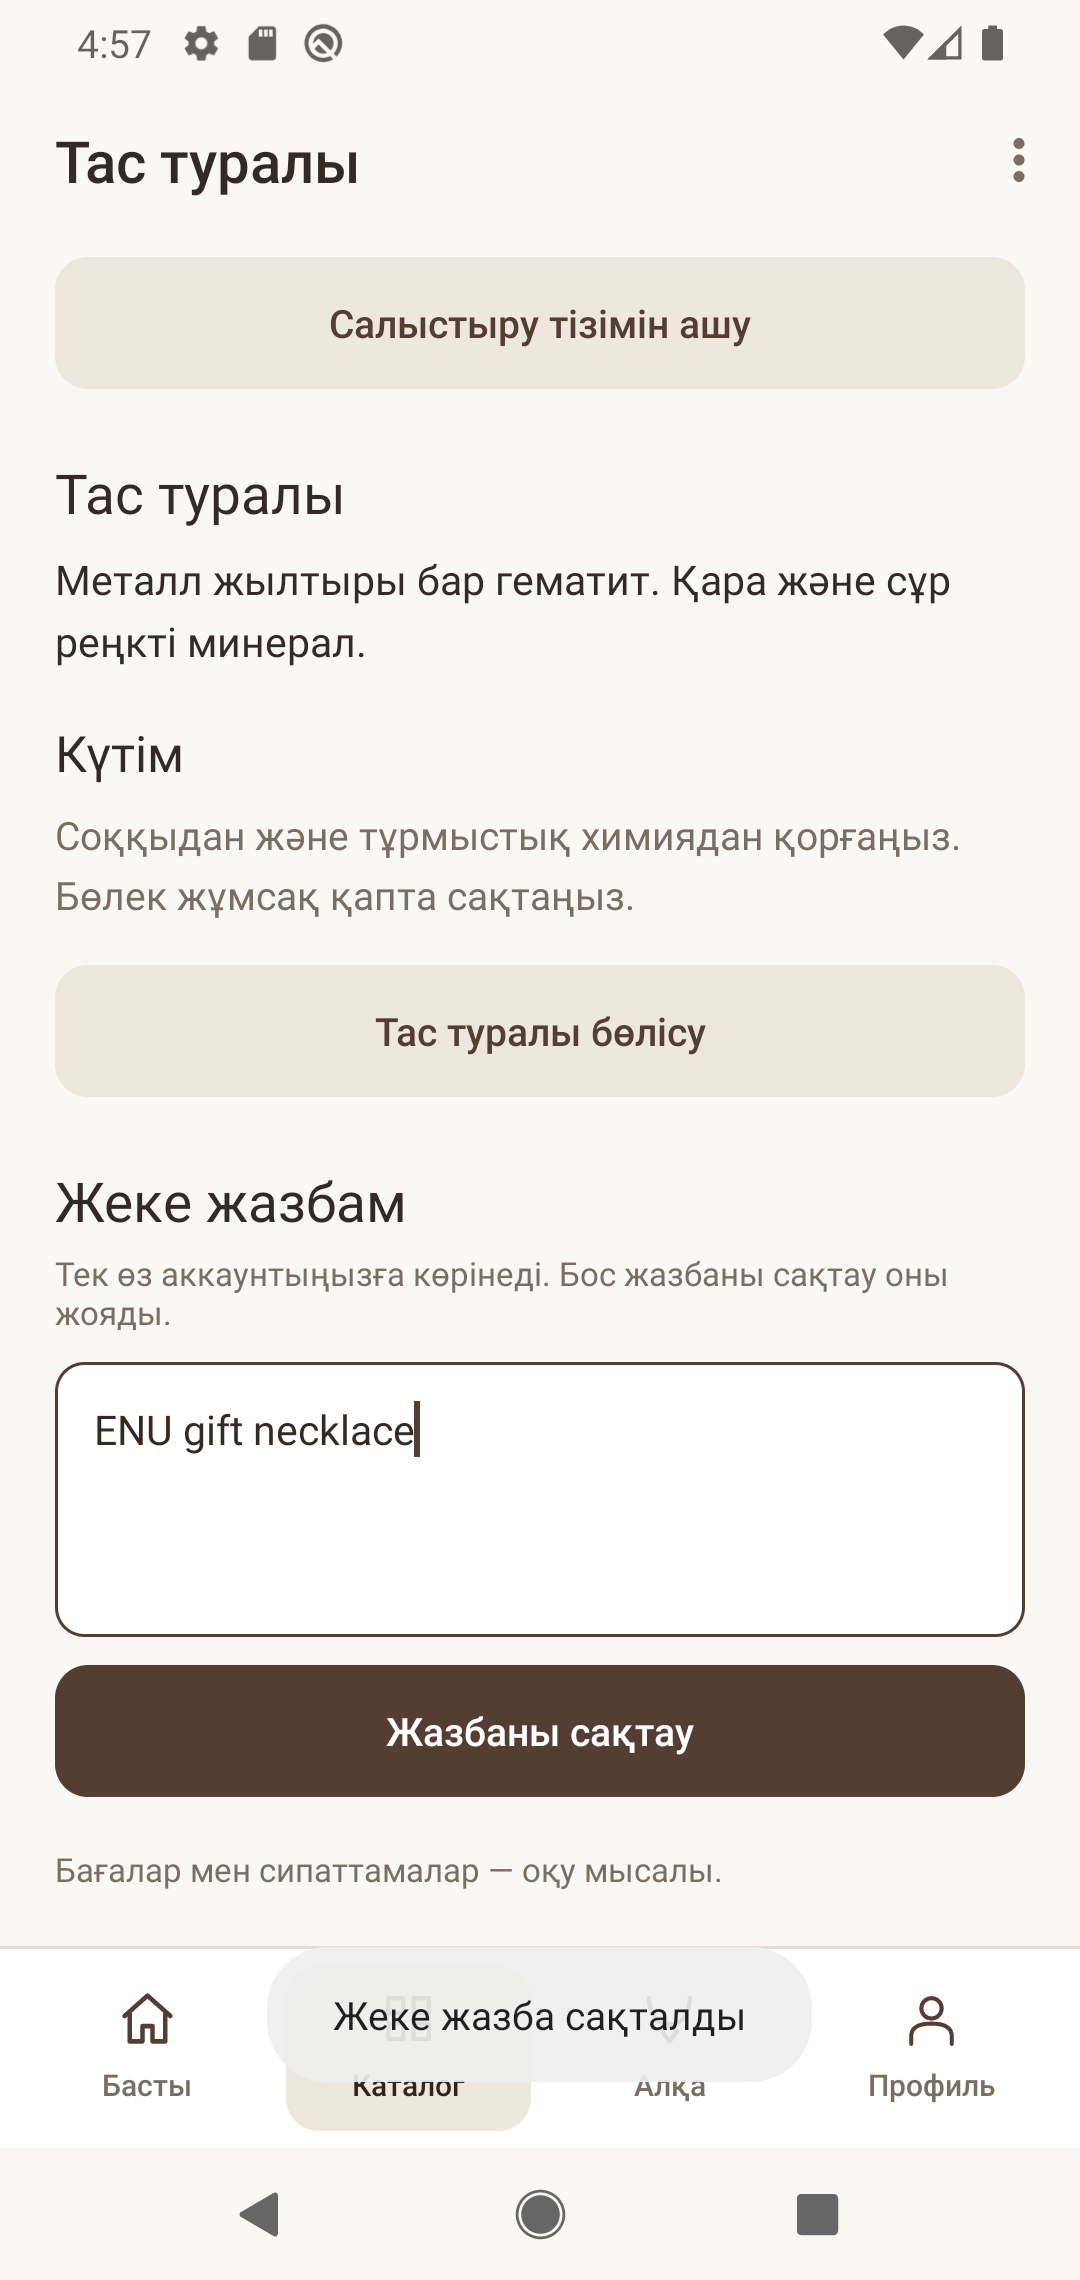 4:57
Тас туралы
Салыстыру тізімін ашу
Тас туралы
Металл жылтыры бар гематит. Қара және сұр
реңкті минерал.
Күтім
Соққыдан және тұрмыстық химиядан қорғаңыз.
Бөлек жұмсақ қапта сақтаңыз.
Тас туралы бөлісу
Жеке жазбам
Тек өз аккаунтыңызға көрінеді. Бос жазбаны сақтау оны
жояды.
ENU gift necklace
Жазбаны сақтау
Бағалар мен сипаттамалар — оқу мысалы.
Жеке жазба сақталды
Басты
Каталог
Алқа
Профиль